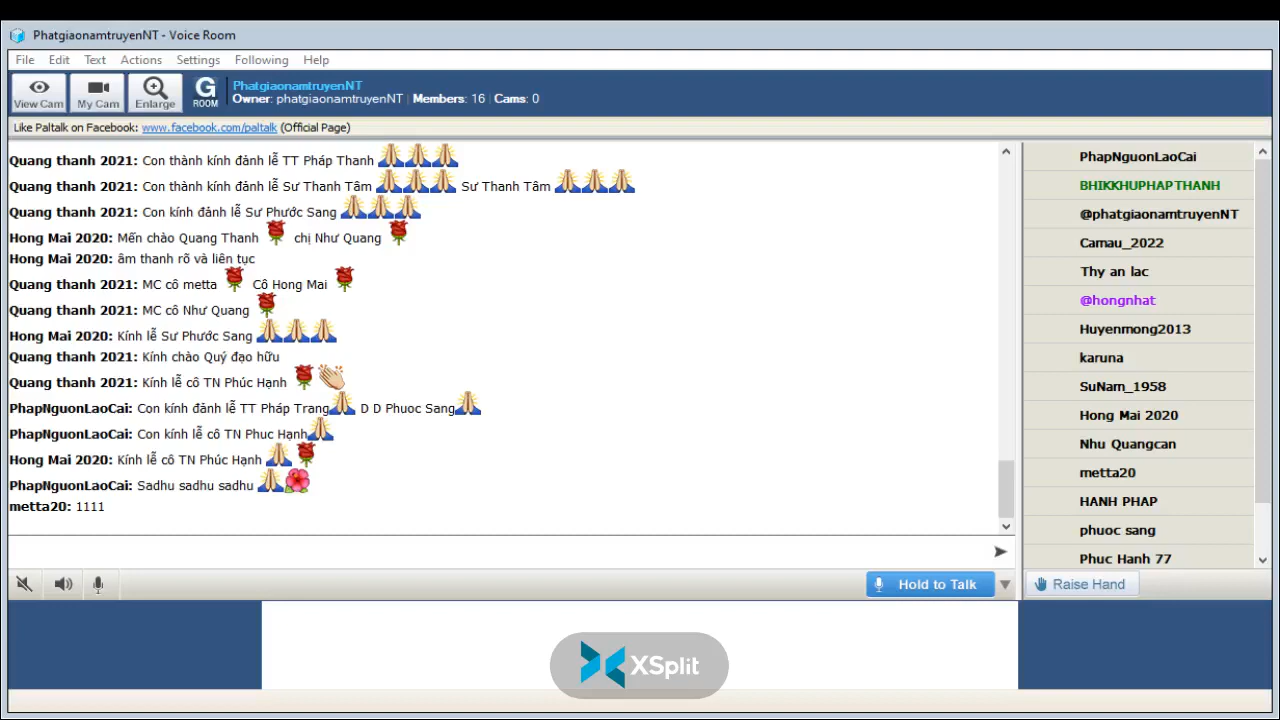 PhatgiaonamtruyenNT - Voice Room
File Edit Text Actions Settings Following Help
View Cam My Cam Enlarge G ROOM
PhatgiaonamtruyenNT
Owner: phatgiaonamtruyenNT | Members: 16 | Cams: 0
Like Paltalk on Facebook: www.facebook.com/paltalk (Official Page)
Quang thanh 2021: Con thành kính đảnh lễ TT Pháp Thanh
Quang thanh 2021: Con thành kính đảnh lễ Sư Thanh Tâm Sư Thanh Tâm
Quang thanh 2021: Con kính đảnh lễ Sư Phước Sang
Hong Mai 2020: Mến chào Quang Thanh chị Như Quang
Hong Mai 2020: âm thanh rõ và liên tục
Quang thanh 2021: MC cô metta Cô Hong Mai
Quang thanh 2021: MC cô Như Quang
Hong Mai 2020: Kính lễ Sư Phước Sang
Quang thanh 2021: Kính chào Quý đạo hữu
Quang thanh 2021: Kính lễ cô TN Phúc Hạnh
PhapNguonLaoCai: Con kính đảnh lễ TT Pháp Trang D D Phuoc Sang
PhapNguonLaoCai: Con kính lễ cô TN Phuc Hạnh
Hong Mai 2020: Kính lễ cô TN Phúc Hạnh
PhapNguonLaoCai: Sadhu sadhu sadhu
metta20: 1111
PhapNguonLaoCai
BHIKKHUPHAPTHANH
@phatgiaonamtruyenNT
Camau_2022
Thy an lac
@hongnhat
Huyenmong2013
karuna
SuNam_1958
Hong Mai 2020
Nhu Quangcan
metta20
HANH PHAP
phuoc sang
Phuc Hanh 77
Hold to Talk
Raise Hand
XSplit